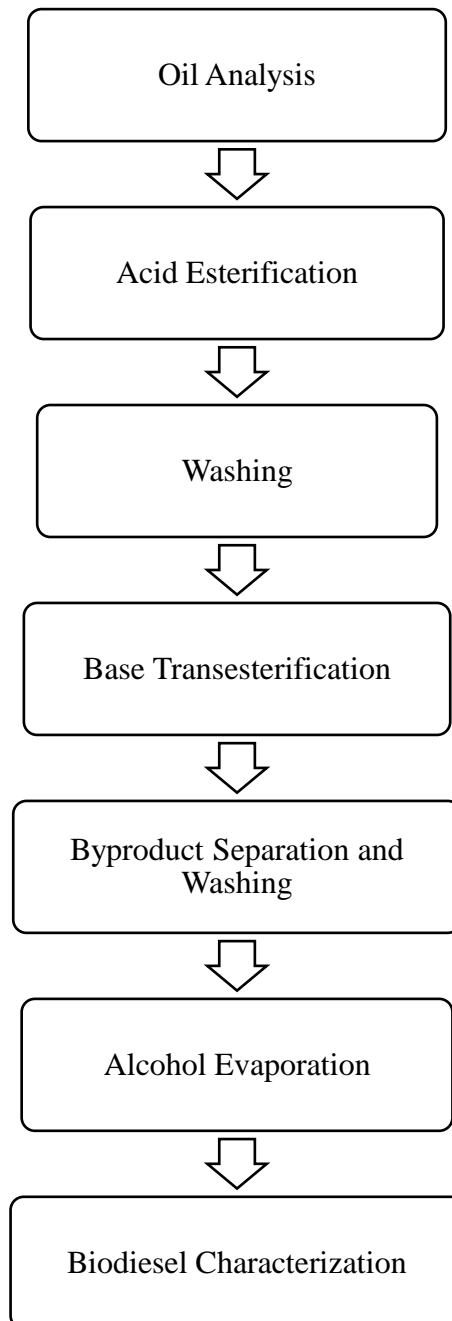 Oil Analysis
Acid Esterification
Washing
Base Transesterification
Byproduct Separation and
Washing
Alcohol Evaporation
Biodiesel Characterization